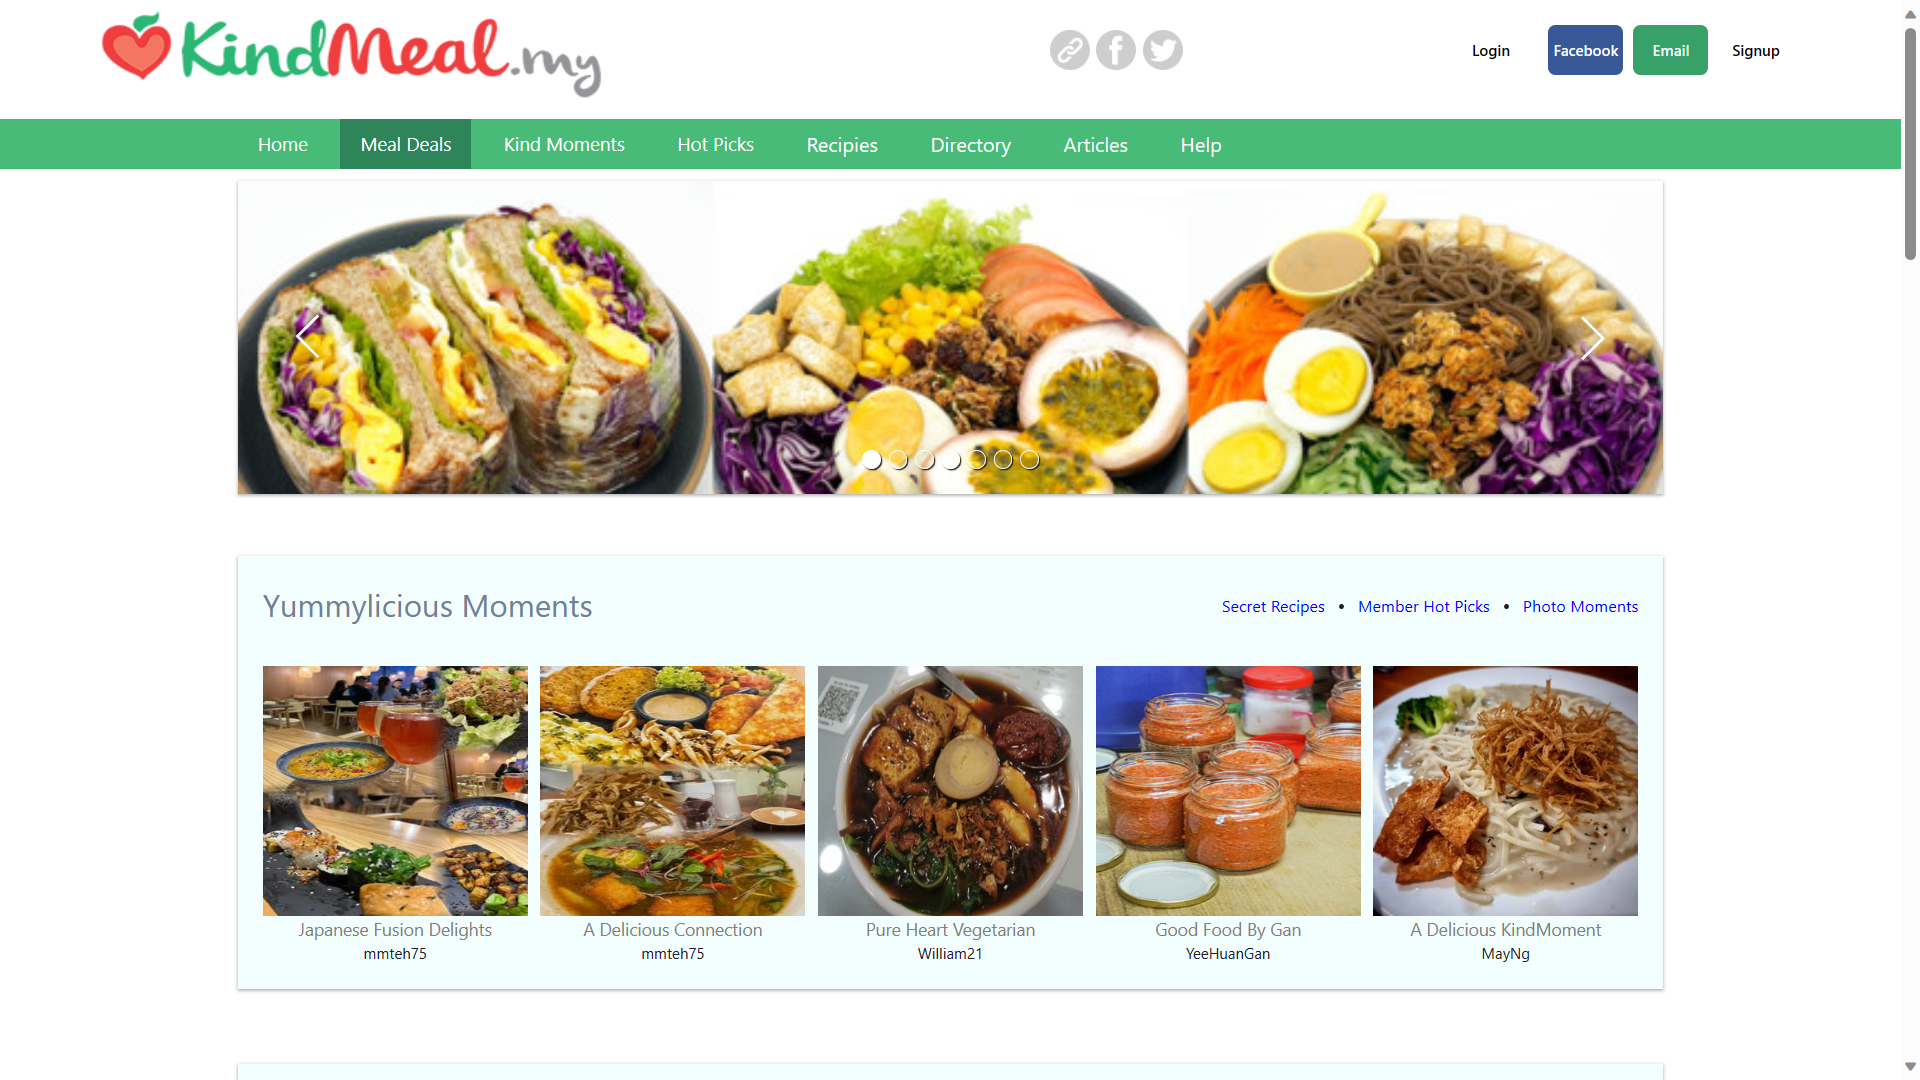 KindMeal.my
Login
Facebook
Email
Signup
Home
Meal Deals
Kind Moments
Hot Picks
Recipies
Directory
Articles
Help
Yummylicious Moments
Secret Recipes • Member Hot Picks • Photo Moments
Japanese Fusion Delights
mmteh75
A Delicious Connection
mmteh75
Pure Heart Vegetarian
William21
Good Food By Gan
YeeHuanGan
A Delicious KindMoment
MayNg